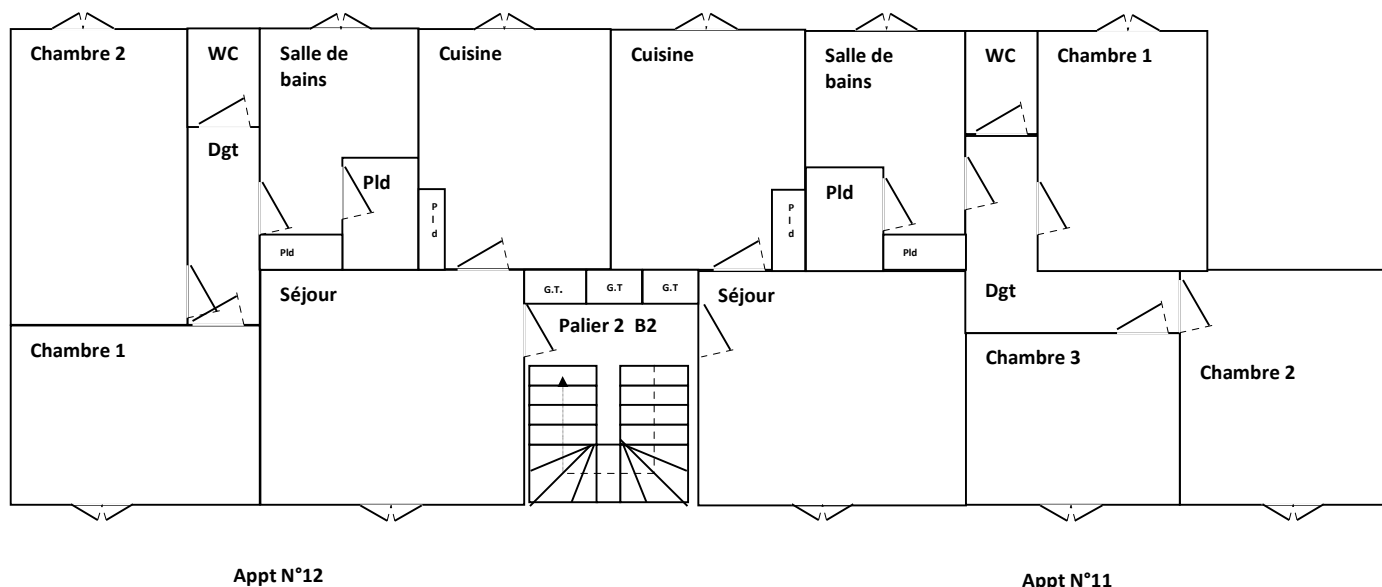 Chambre 2
WC
Salle de
bains
Cuisine
Cuisine
Salle de
bains
WC
Chambre 1
Dgt
Pld
P
l
d
P
l
d
Pld
Pld
Pld
Séjour
G.T.
G.T
G.T
Séjour
Dgt
Palier 2 B2
Chambre 1
Chambre 3
Chambre 2
Appt N°12
Appt N°11